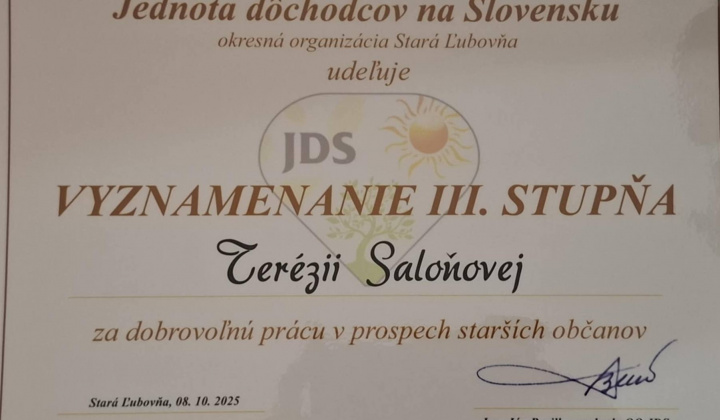 Jednota dôchodcov na Slovensku
okresná organizácia Stará Ľubovňa
udeľuje
JDS
VYZNAMENANIE III. STUPŇA
Terézii Saloňovej
za dobrovoľnú prácu v prospech starších občanov
Stará Ľubovňa, 08. 10. 2025